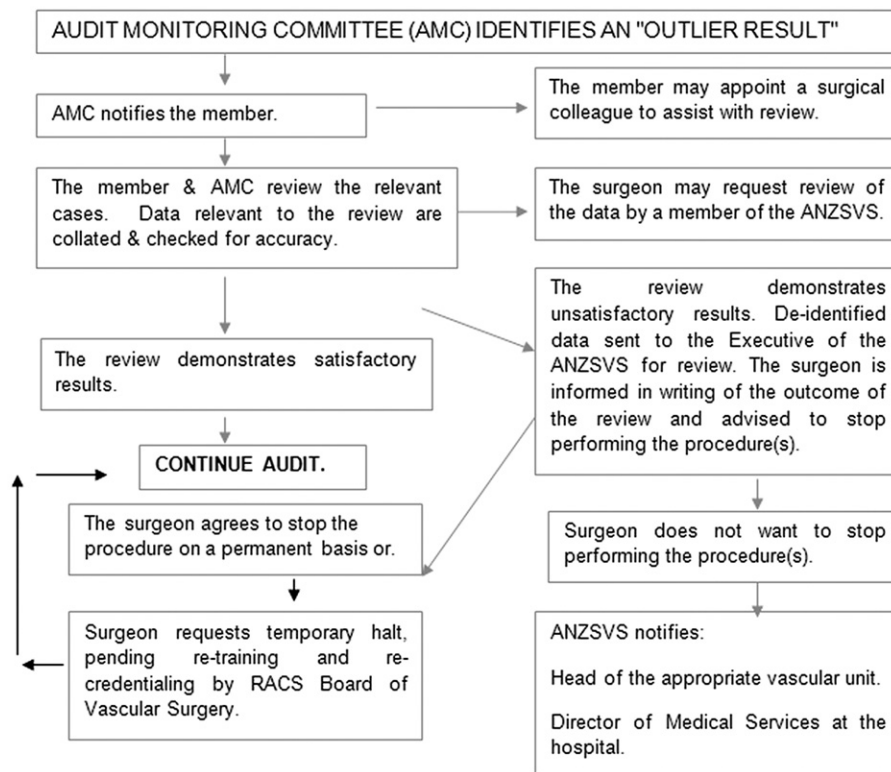 AUDIT MONITORING COMMITTEE (AMC) IDENTIFIES AN "OUTLIER RESULT"
AMC notifies the member.
The member may appoint a surgical
colleague to assist with review.
The member & AMC review the relevant
cases. Data relevant to the review are
collated & checked for accuracy.
The surgeon may request review of
the data by a member of the ANZSVS.
The review demonstrates
unsatisfactory results. De-identified
data sent to the Executive of the
ANZSVS for review. The surgeon is
informed in writing of the outcome of
the review and advised to stop
performing the procedure(s).
The review demonstrates satisfactory
results.
CONTINUE AUDIT.
The surgeon agrees to stop the
procedure on a permanent basis or.
Surgeon does not want to stop
performing the procedure(s).
Surgeon requests temporary halt,
pending re-training and re-
credentialing by RACS Board of
Vascular Surgery.
ANZSVS notifies:
Head of the appropriate vascular unit.
Director of Medical Services at the
hospital.